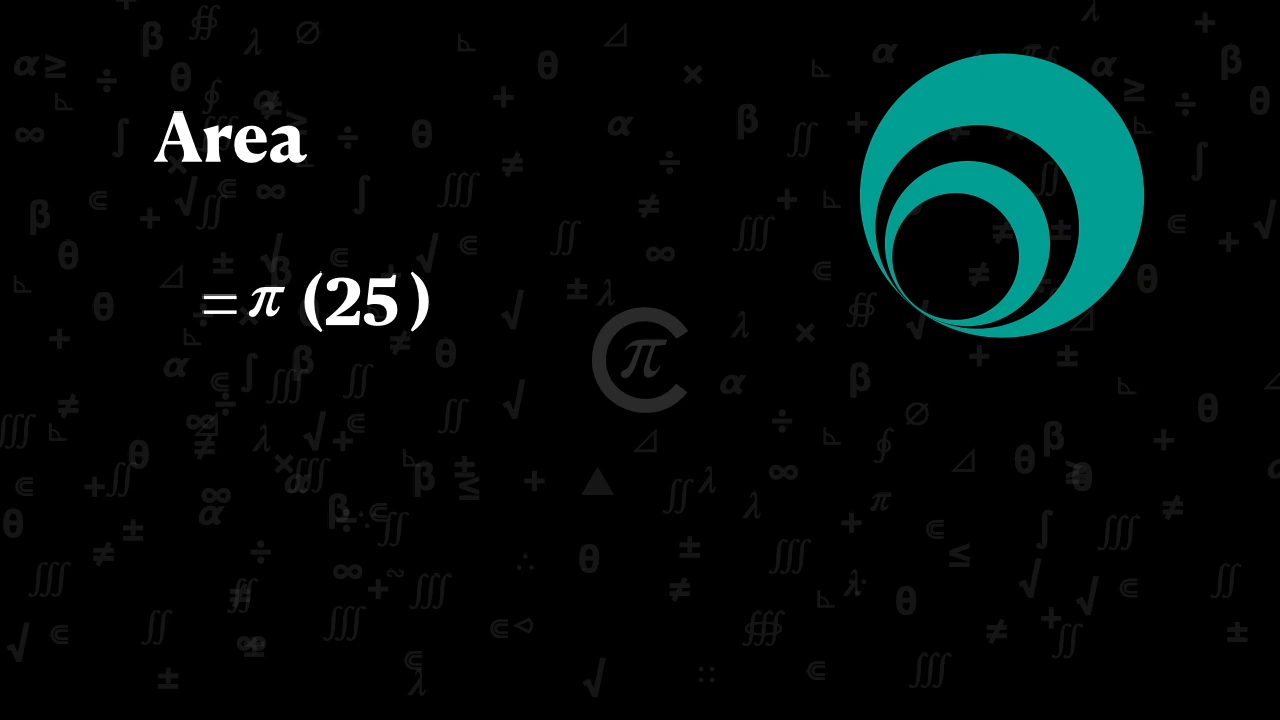 Area
= π (25)